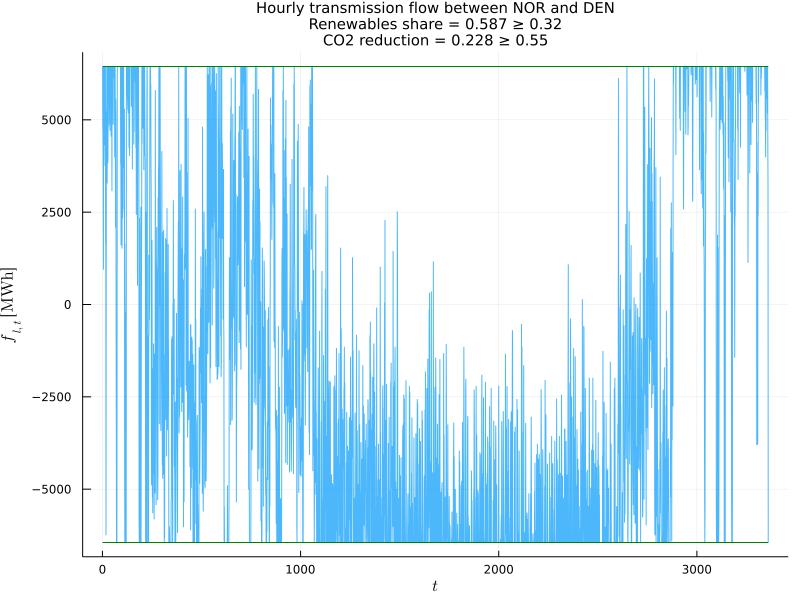 Hourly transmission flow between NOR and DEN
Renewables share = 0.587 ≥ 0.32
CO2 reduction = 0.228 ≥ 0.55
5000
2500
0
−2500
−5000
f l,t [MWh]
0 1000 2000 3000
t